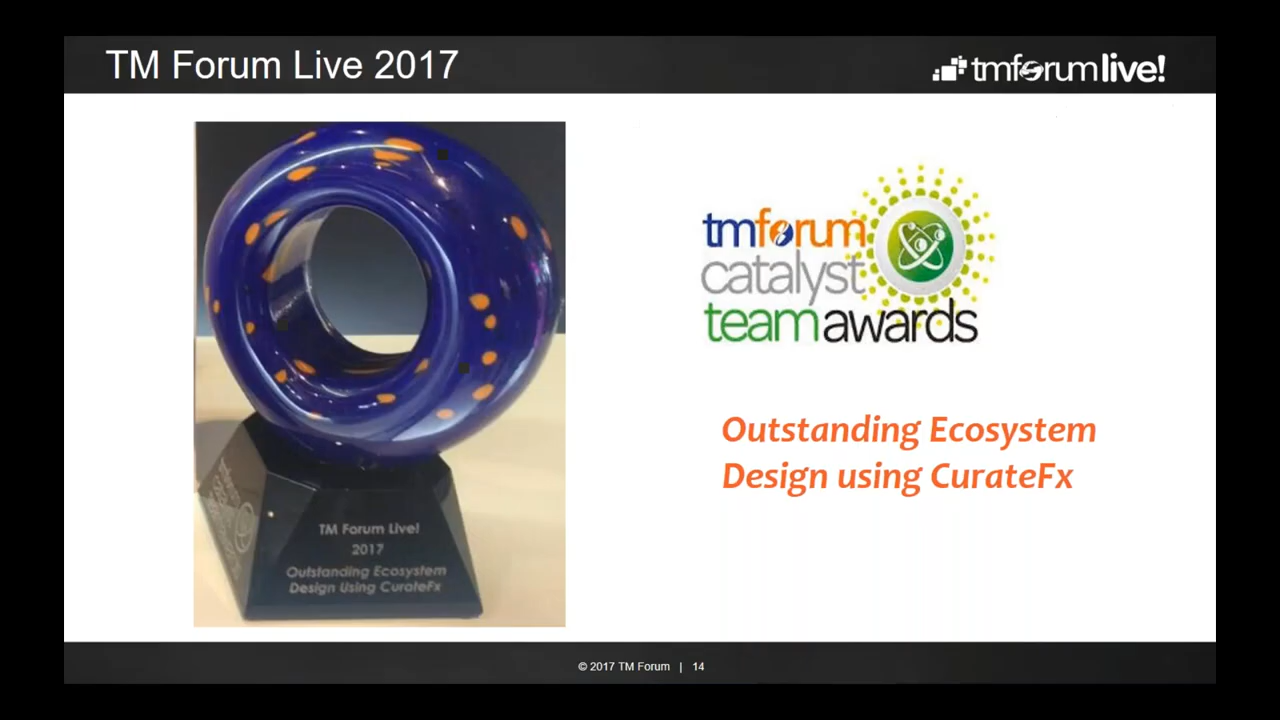 TM Forum Live 2017
tmforumlive!
tmforum
catalyst
teamawards
Outstanding Ecosystem
Design using CurateFx
TM Forum Live!
2017
Outstanding Ecosystem
Design Using CurateFx
© 2017 TM Forum | 14